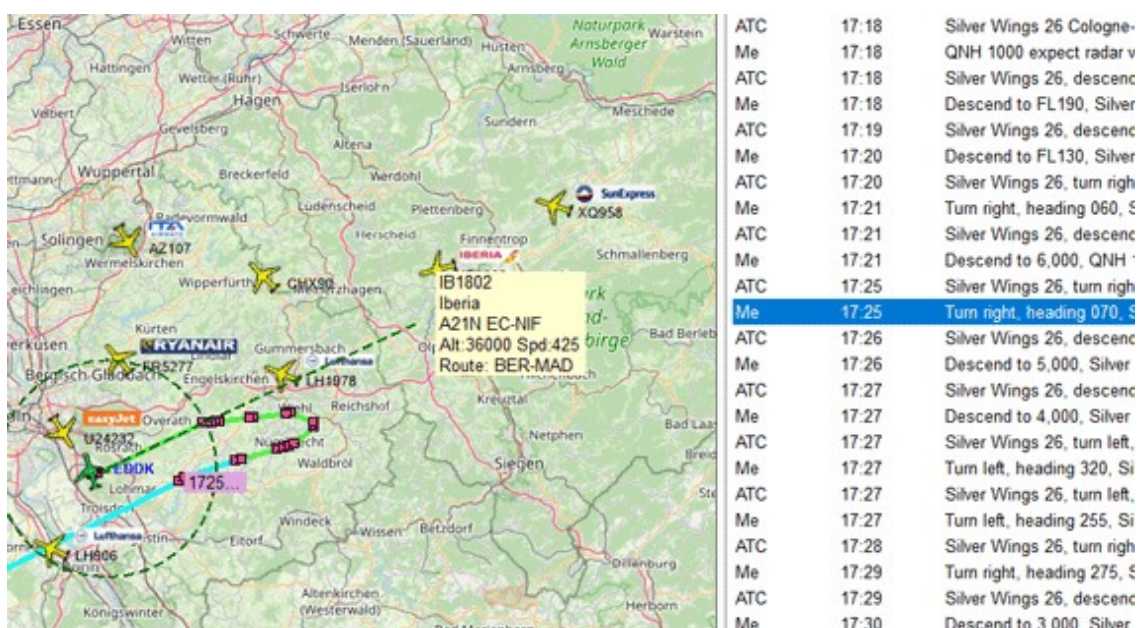 Essen
Witten
Schwerte
Menden (Sauerland)
Hüsten
Naturpark
Arnsberger
Wald
Warstein
Hattingen
Wetter (Ruhr)
Iserlohn
Arnsberg
Velbert
Hagen
Meschede
Gevelsberg
Sundern
Altena
Wuppertal
Breckerfeld
Werdohl
SunExpress
XQ958
Radevormwald
Lüdenscheid
Plettenberg
ITA
AIRWAYS
Solingen
AZ107
Herscheid
Finnentrop
Wermelskirchen
IBERIA
Schmallenberg
Wipperfürth
GHX90
IB1802
Iberia
A21N EC-NIF
Alt:36000 Spd:425
Route: BER-MAD
Kürten
RYANAIR
Gummersbach
Lufthansa
Bad Berleb
Bergisch Gladbach
Engelskirchen
LH1978
Kreuztal
easyJet
Overath
Wiehl
Reichshof
Bad Laa
U24232
Rösrath
Nümbrecht
Netphen
EDDK
Waldbröl
Siegen
Lohmar
1725...
Troisdorf
Windeck
Lufthansa
Eitorf
Wissen
Betzdorf
LH906
Dillenburg
Altenkirchen
(Westerwald)
Herborn
Königswinter
ATC 17:18 Silver Wings 26 Cologne-
Me 17:18 QNH 1000 expect radar v
ATC 17:18 Silver Wings 26, descend
Me 17:18 Descend to FL190, Silver
ATC 17:19 Silver Wings 26, descend
Me 17:20 Descend to FL130, Silver
ATC 17:20 Silver Wings 26, turn righ
Me 17:21 Turn right, heading 060, S
ATC 17:21 Silver Wings 26, descend
Me 17:21 Descend to 6,000, QNH 1
ATC 17:25 Silver Wings 26, turn righ
Me 17:25 Turn right, heading 070, S
ATC 17:26 Silver Wings 26, descend
Me 17:26 Descend to 5,000, Silver
ATC 17:27 Silver Wings 26, descend
Me 17:27 Descend to 4,000, Silver
ATC 17:27 Silver Wings 26, turn left,
Me 17:27 Turn left, heading 320, Si
ATC 17:27 Silver Wings 26, turn left,
Me 17:27 Turn left, heading 255, Si
ATC 17:28 Silver Wings 26, turn righ
Me 17:29 Turn right, heading 275, S
ATC 17:29 Silver Wings 26, descend
Me 17:30 Descend to 3,000, Silver